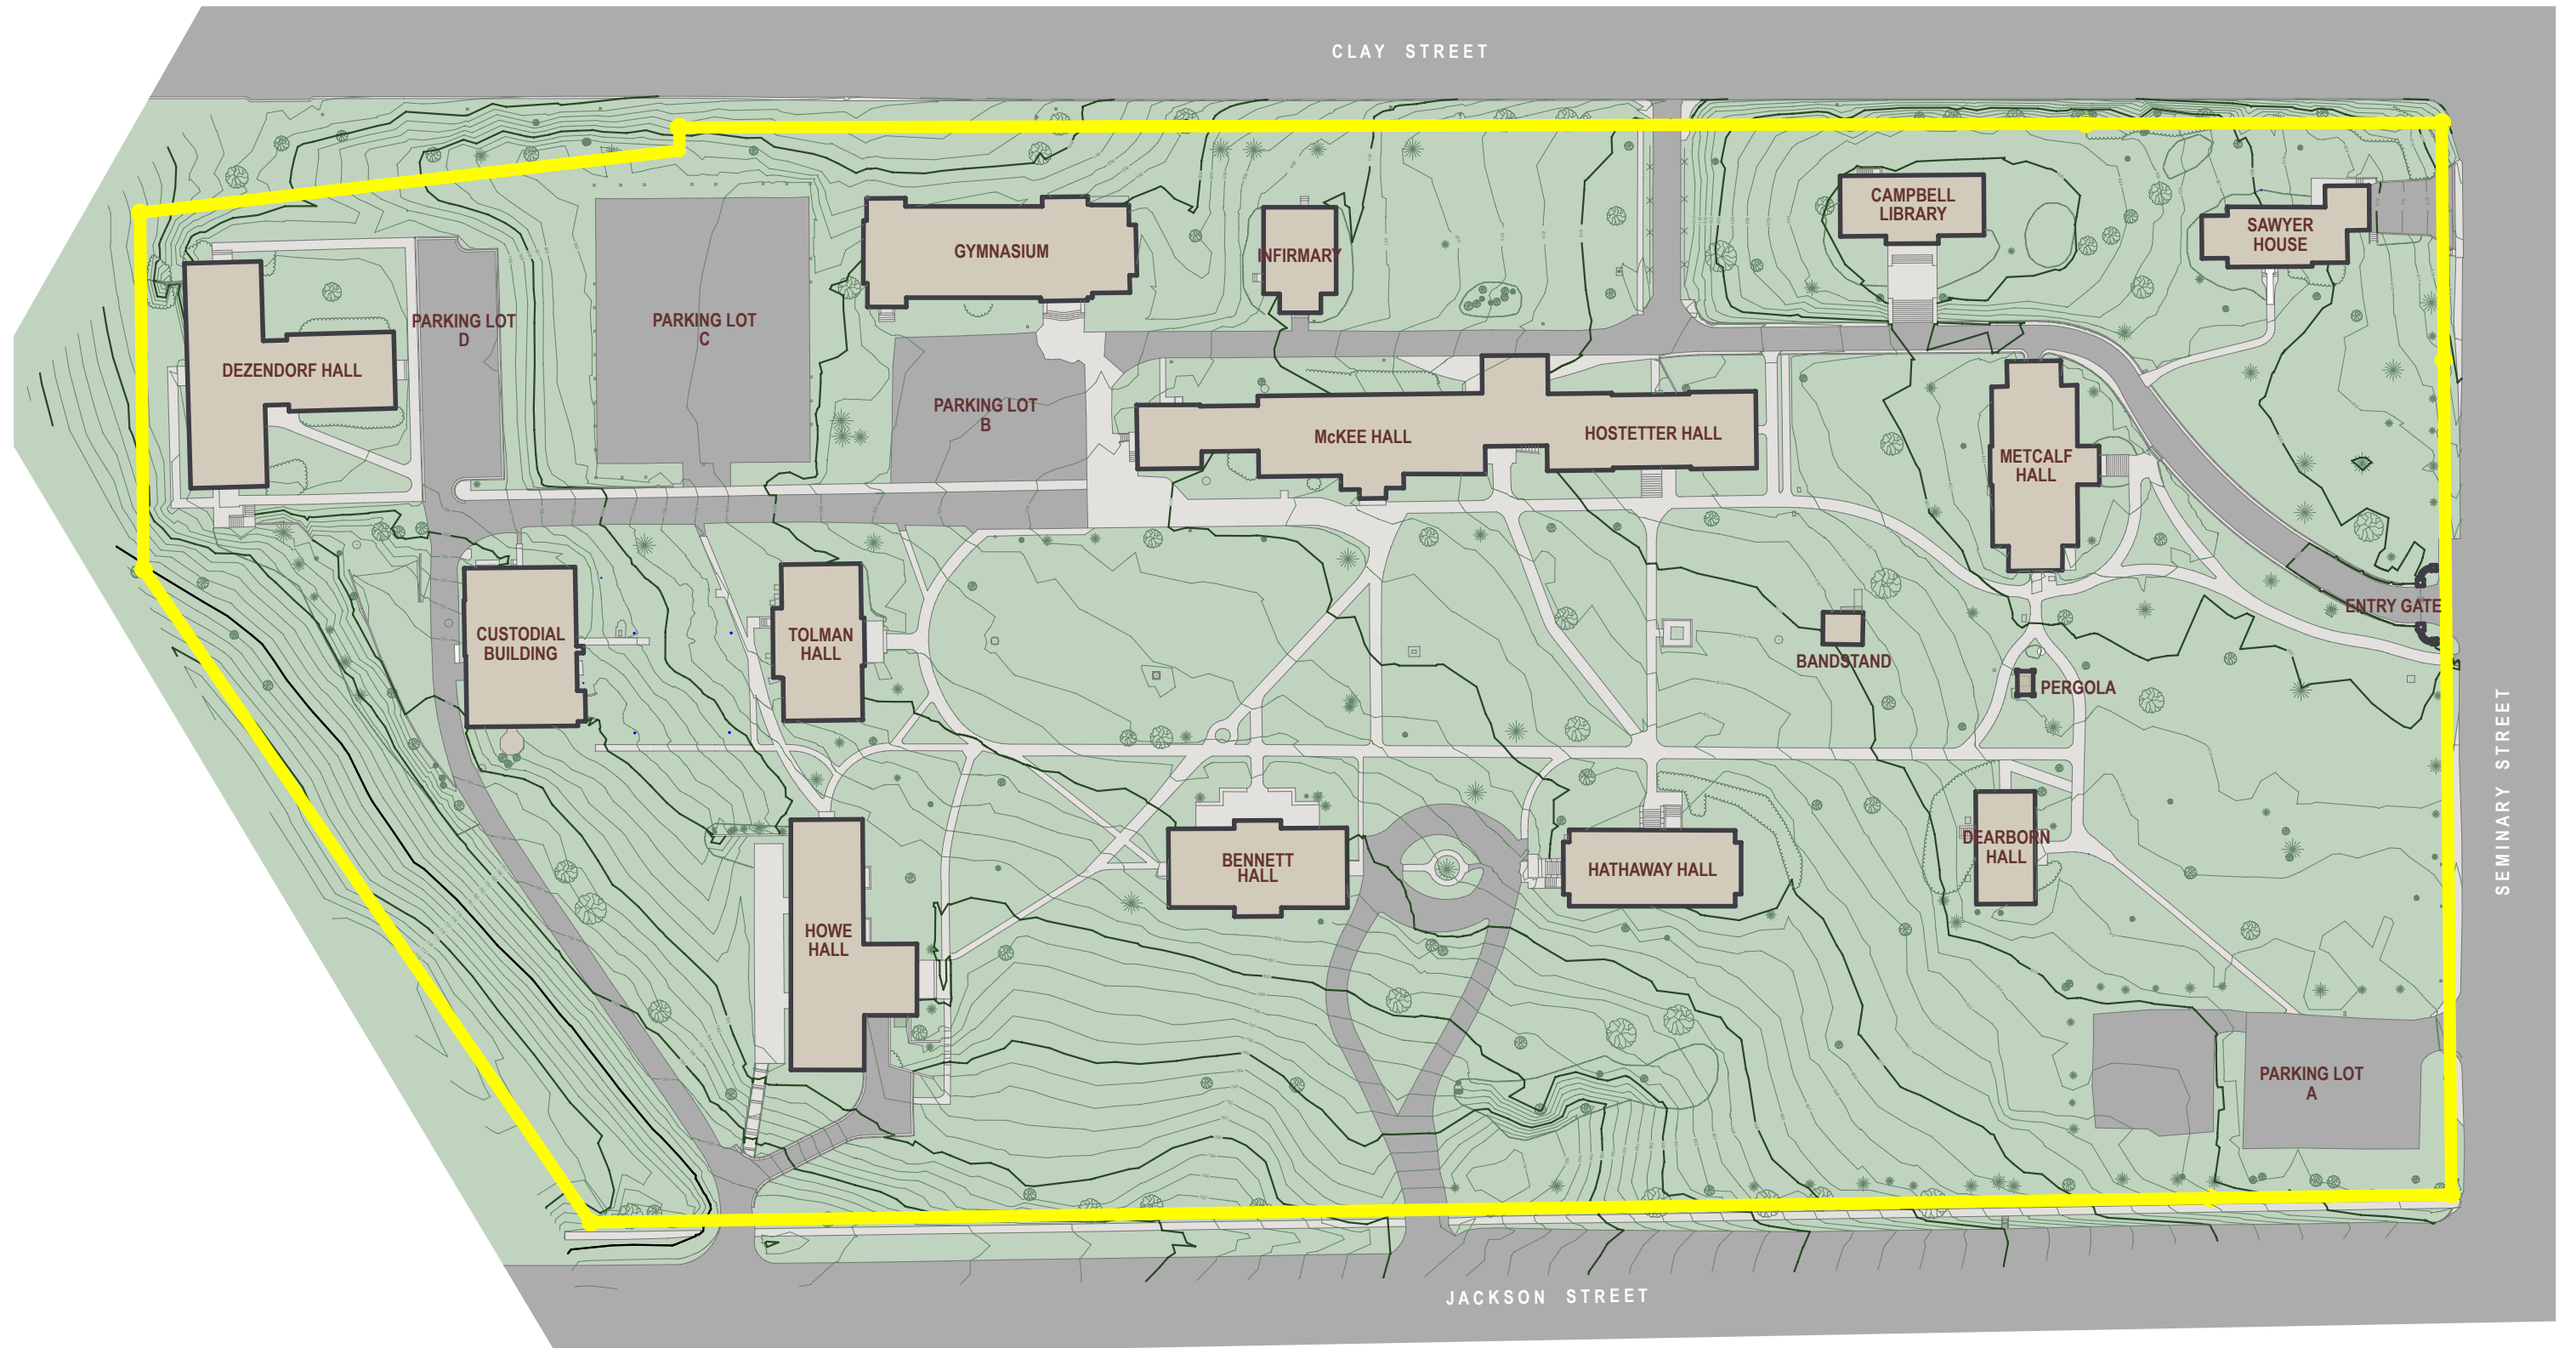 CLAY STREET
CAMPBELL
LIBRARY
SAWYER
HOUSE
GYMNASIUM
INFIRMARY
PARKING LOT
D
PARKING LOT
C
DEZENDORF HALL
PARKING LOT
B
McKEE HALL
HOSTETTER HALL
METCALF
HALL
ENTRY GATE
CUSTODIAL
BUILDING
TOLMAN
HALL
BANDSTAND
PERGOLA
SEMINARY STREET
BENNETT
HALL
HATHAWAY HALL
DEARBORN
HALL
HOWE
HALL
PARKING LOT
A
JACKSON STREET